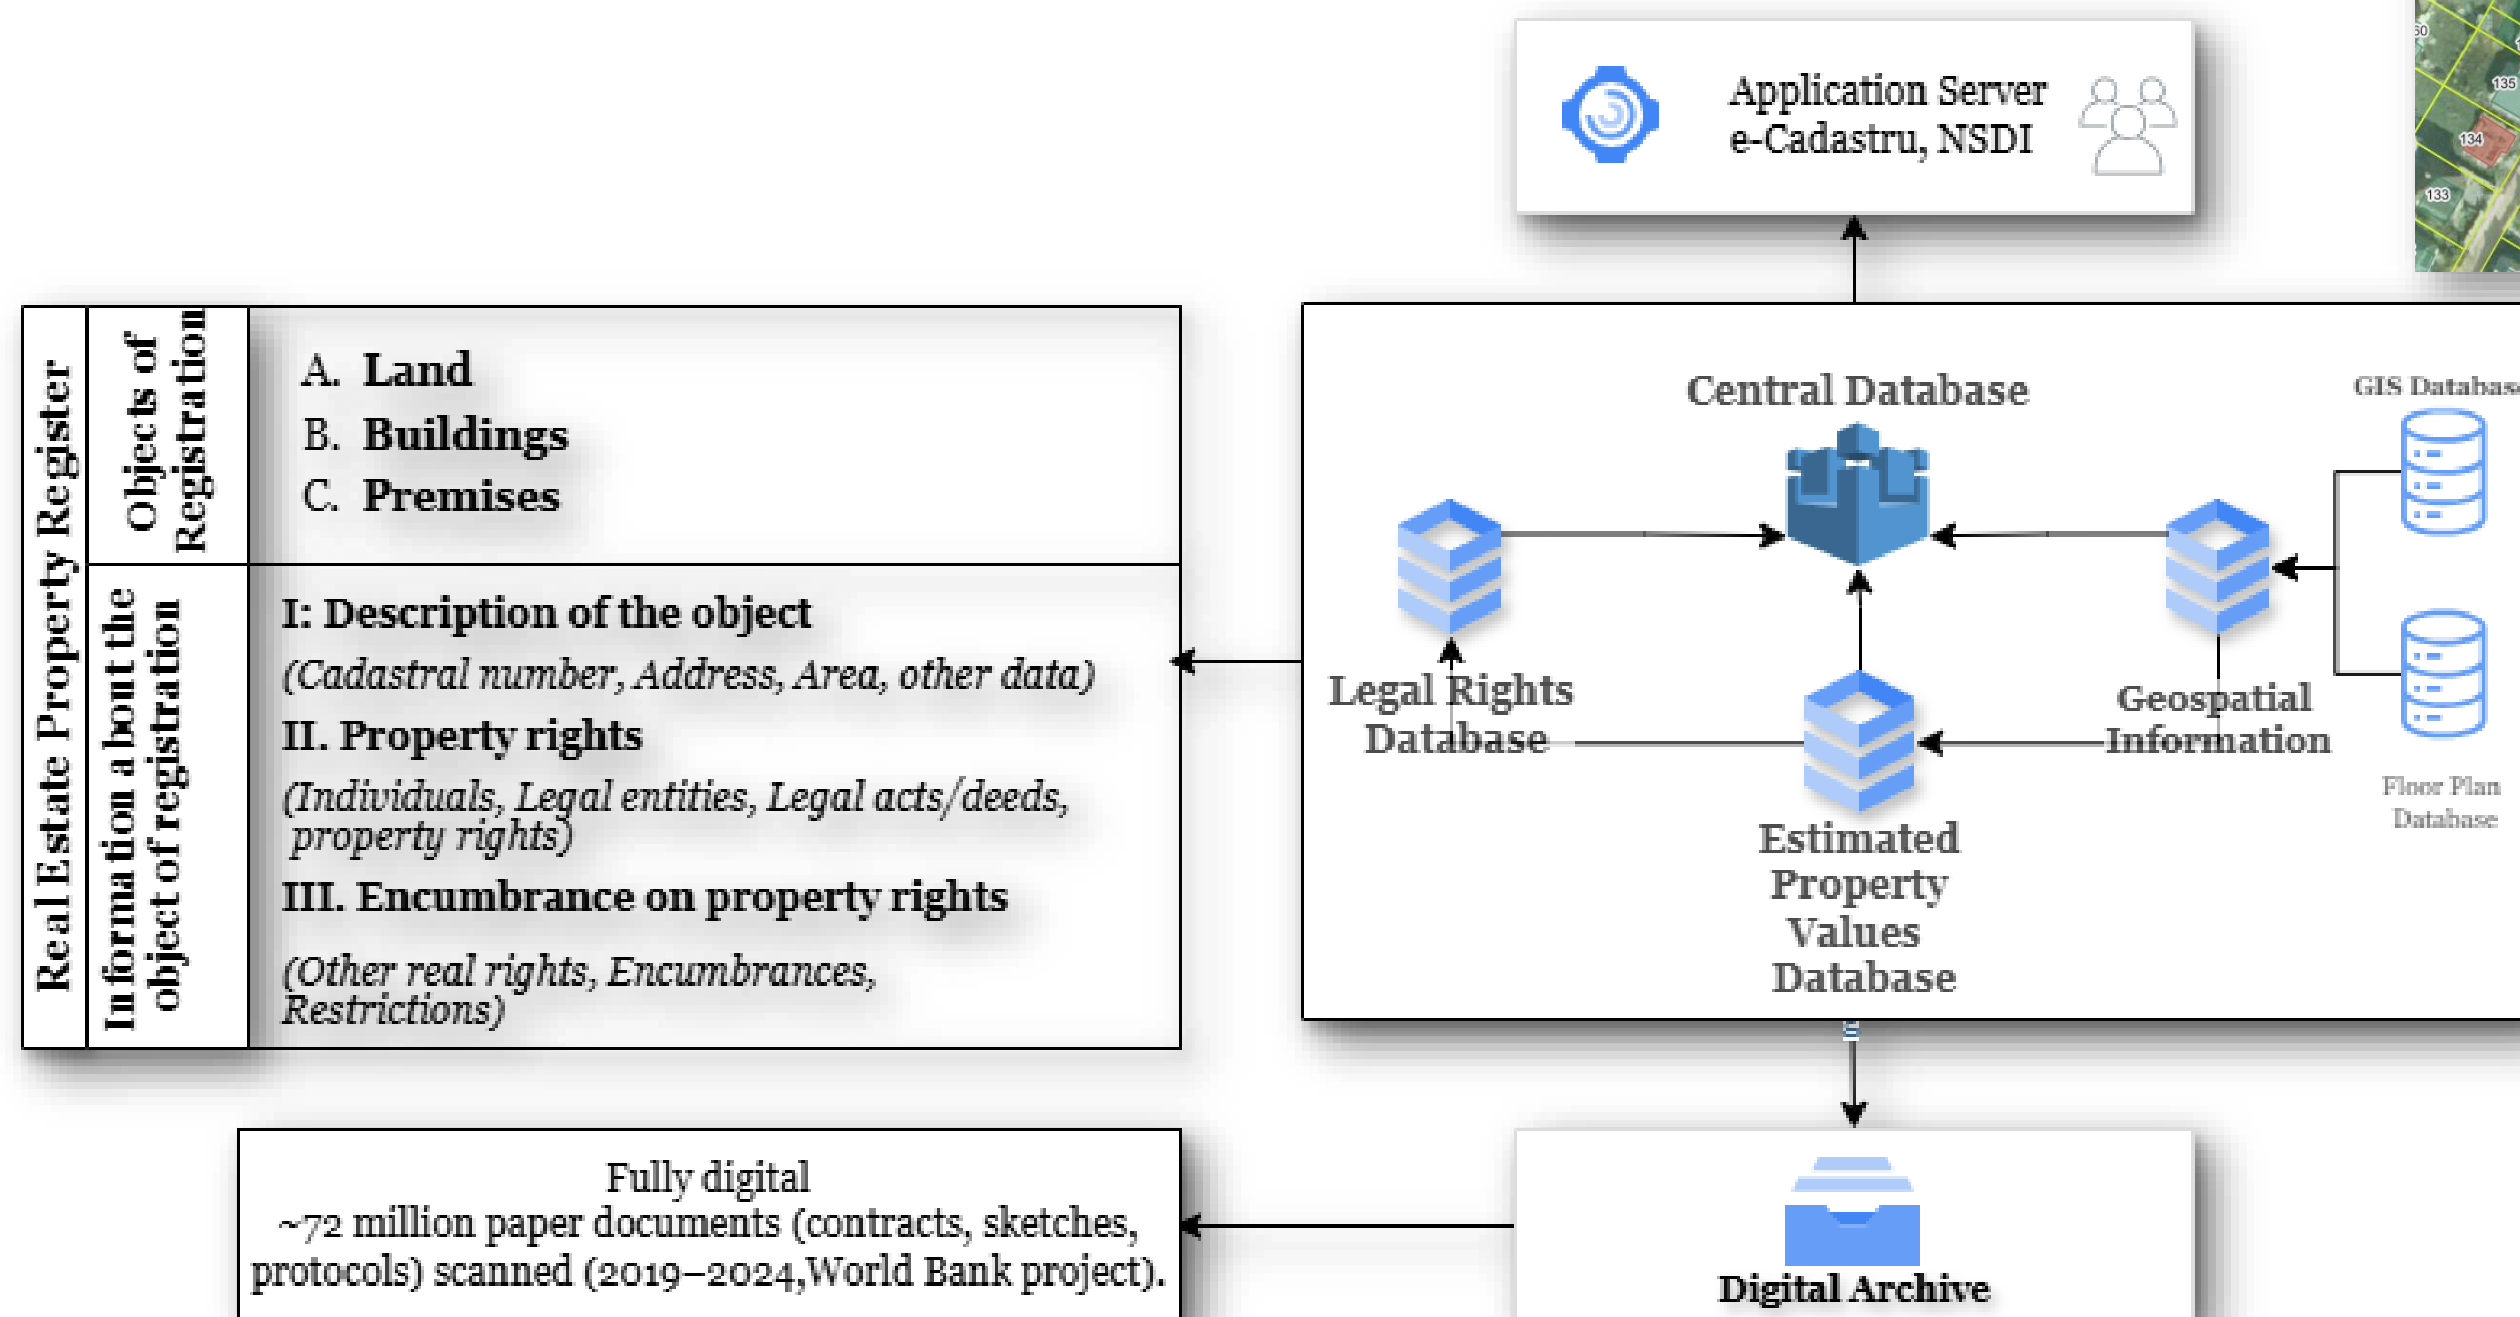 Application Server
e-Cadastru, NSDI
135
134
133
Real Estate Property Register
Objects of
Registration
A. Land
B. Buildings
C. Premises
Information about the
object of registration
I: Description of the object
(Cadastral number, Address, Area, other data)
II. Property rights
(Individuals, Legal entities, Legal acts/deeds,
property rights)
III. Encumbrance on property rights
(Other real rights, Encumbrances,
Restrictions)
Central Database
GIS Database
Legal Rights
Database
Geospatial
Information
Floor Plan
Database
Estimated
Property
Values
Database
Fully digital
~72 million paper documents (contracts, sketches,
protocols) scanned (2019–2024,World Bank project).
Digital Archive